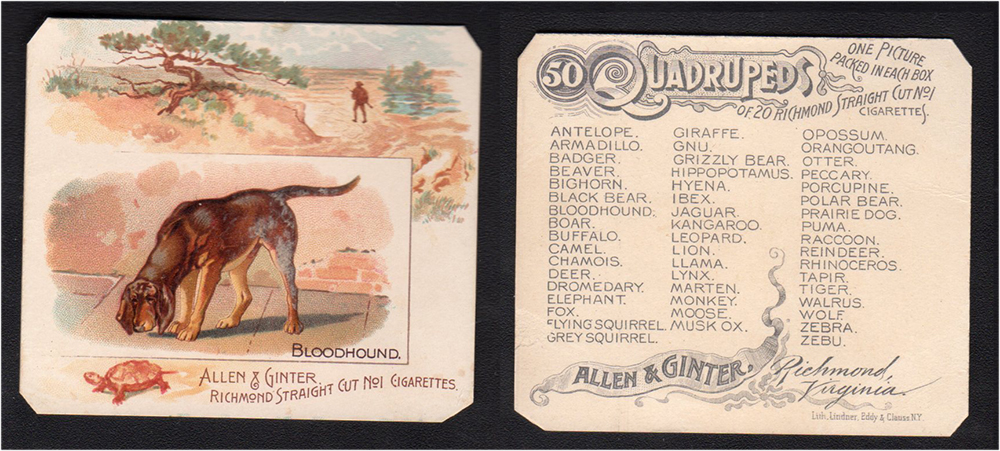 BLOODHOUND.
ALLEN & GINTER
RICHMOND STRAIGHT CUT No1 CIGARETTES.
50 QUADRUPEDS
ONE PICTURE
PACKED IN EACH BOX
OF 20 RICHMOND STRAIGHT CUT No1
CIGARETTES.
ANTELOPE.
ARMADILLO.
BADGER.
BEAVER.
BIGHORN.
BLACK BEAR.
BLOODHOUND.
BOAR.
BUFFALO.
CAMEL.
CHAMOIS.
DEER.
DROMEDARY.
ELEPHANT.
FOX.
FLYING SQUIRREL.
GREY SQUIRREL.
GIRAFFE.
GNU.
GRIZZLY BEAR.
HIPPOPOTAMUS.
HYENA.
IBEX.
JAGUAR.
KANGAROO.
LEOPARD.
LION.
LLAMA.
LYNX.
MARTEN.
MONKEY.
MOOSE.
MUSK OX.
OPOSSUM.
ORANGOUTANG.
OTTER.
PECCARY.
PORCUPINE.
POLAR BEAR.
PRAIRIE DOG.
PUMA.
RACCOON.
REINDEER.
RHINOCEROS.
TAPIR.
TIGER.
WALRUS.
WOLF.
ZEBRA.
ZEBU.
ALLEN & GINTER,
Richmond,
Virginia.
Lith. Lindner, Eddy & Clauss N.Y.